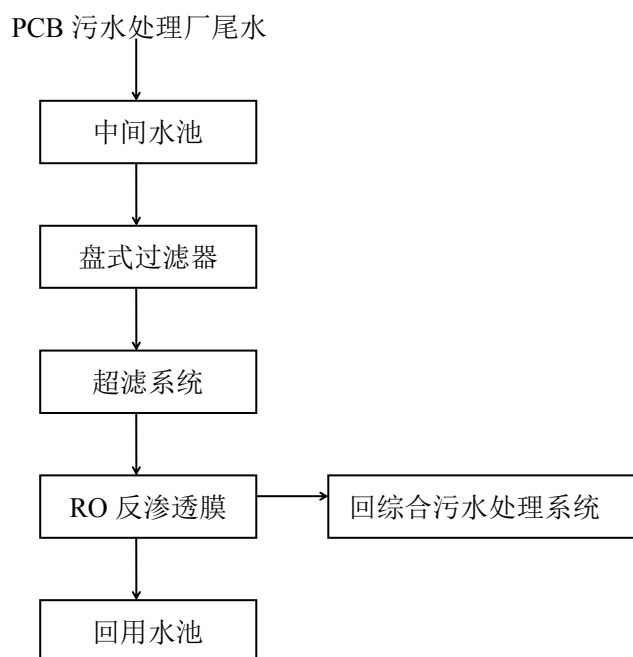 PCB 污水处理厂尾水
中间水池
盘式过滤器
超滤系统
RO 反渗透膜
回综合污水处理系统
回用水池